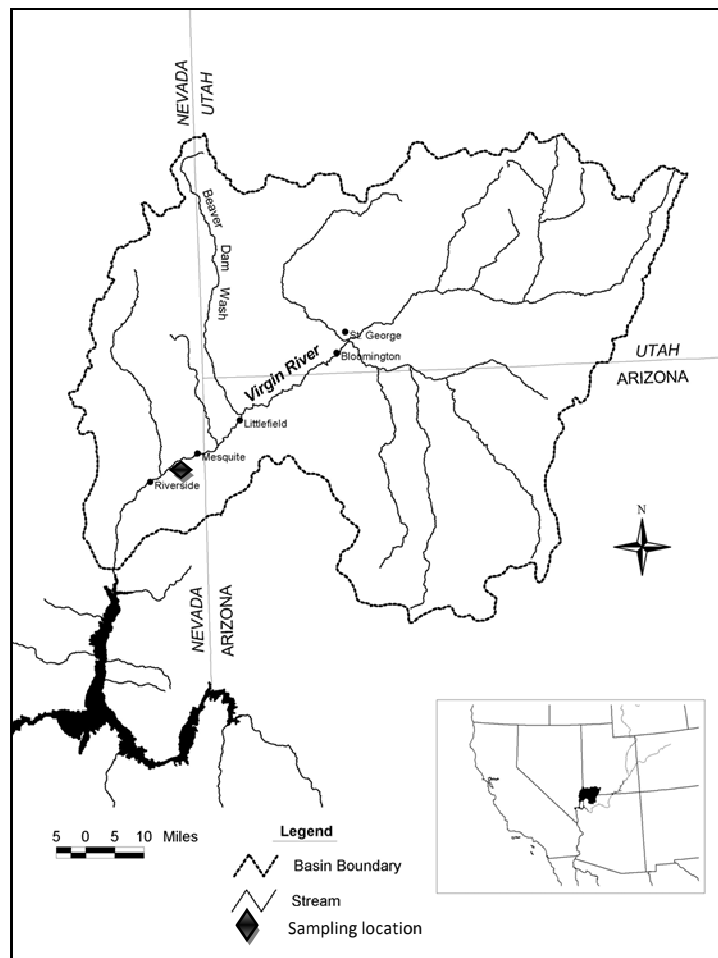 NEVADA
UTAH
Beaver
Dam
Wash
St. George
Bloomington
Virgin River
UTAH
ARIZONA
Littlefield
Mesquite
Riverside
N
NEVADA
ARIZONA
5 0 5 10 Miles
Legend
Basin Boundary
Stream
Sampling location